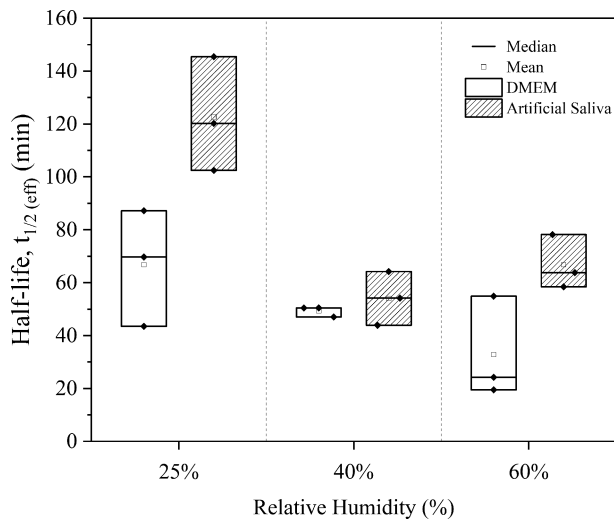 160
140
120
100
80
60
40
20
0
Half-life, t1/2 (eff) (min)
Median
Mean
DMEM
Artificial Saliva
25%
40%
60%
Relative Humidity (%)